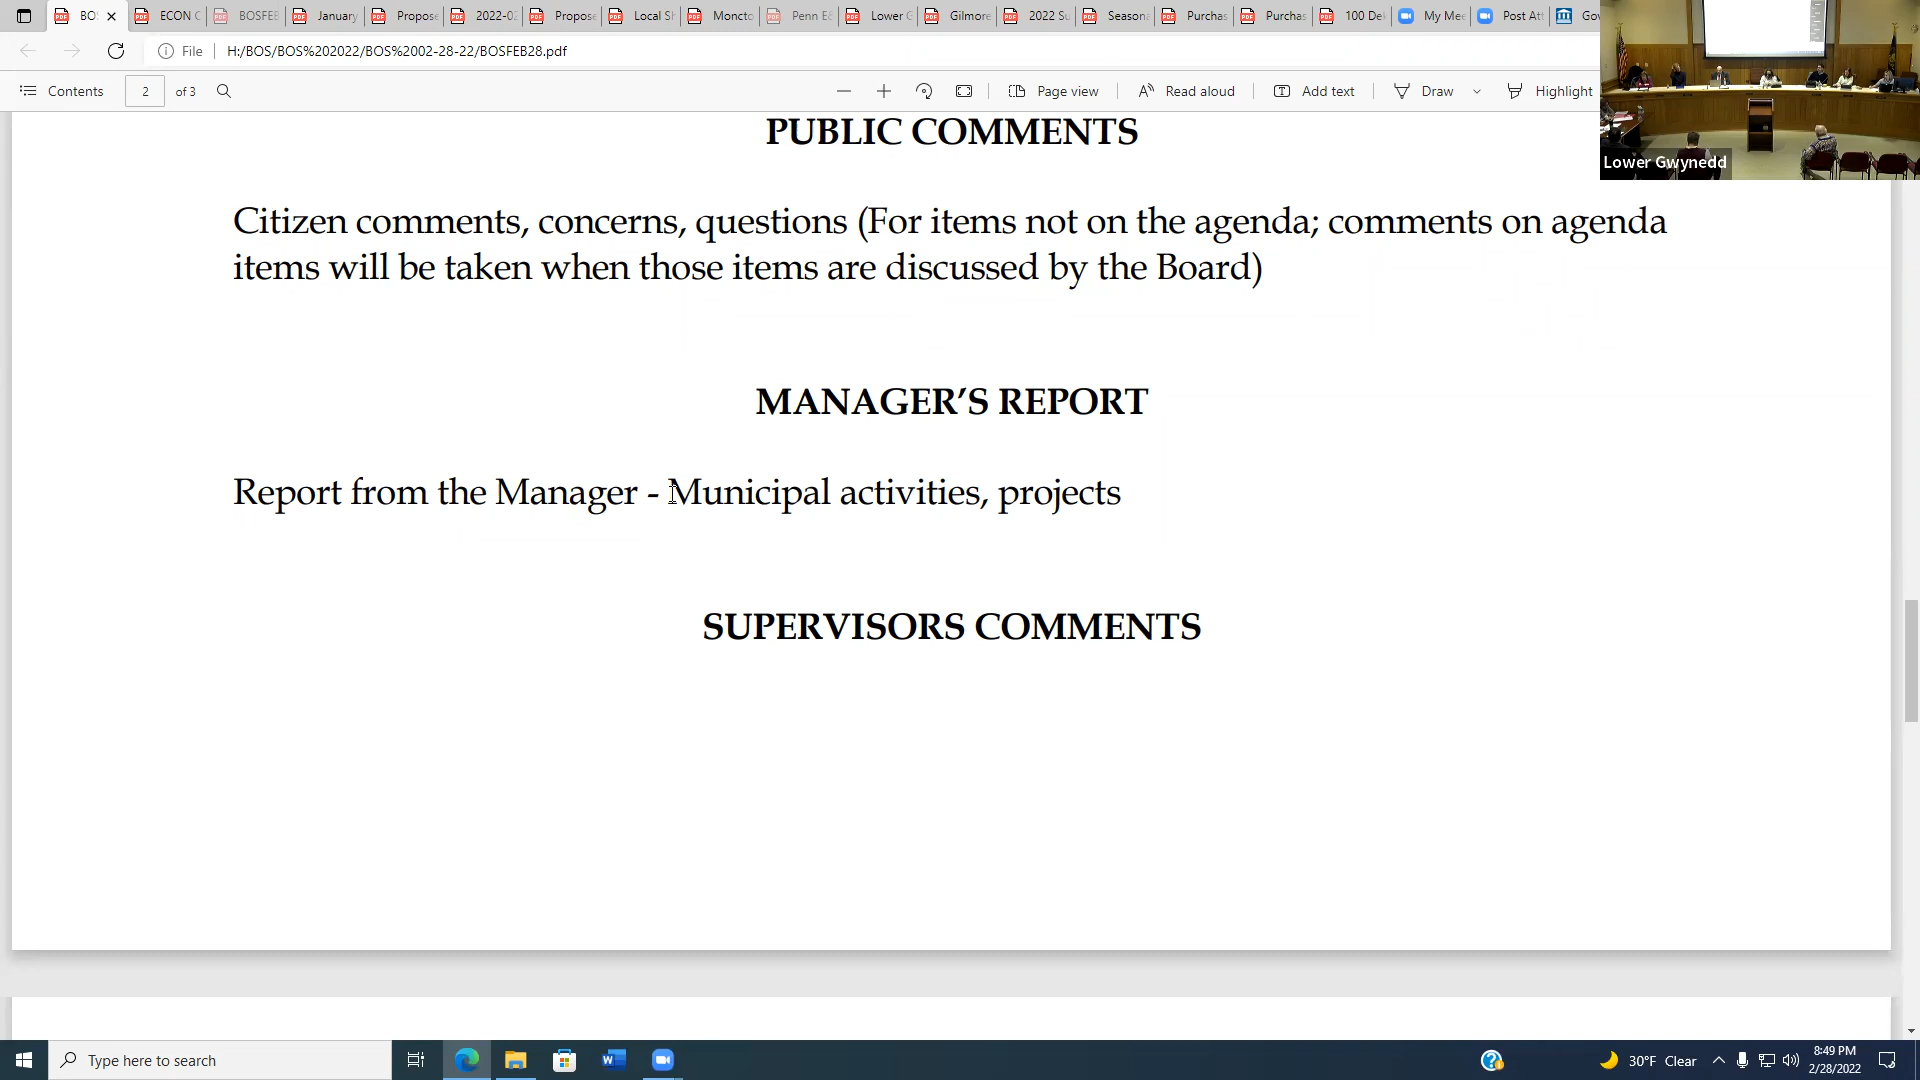 BO
ECON C
BOSFEB
January
Propose
2022-02
Propose
Local Sh
Moncto
Penn E&
Lower G
Gilmore
2022 Su
Seasona
Purchas
Purchas
100 Del
My Mee
Post Att
Gov
File
H:/BOS/BOS%202022/BOS%2002-28-22/BOSFEB28.pdf
Contents
2
of 3
Page view
Read aloud
Add text
Draw
Highlight
Lower Gwynedd
PUBLIC COMMENTS
Citizen comments, concerns, questions (For items not on the agenda; comments on agenda
items will be taken when those items are discussed by the Board)
MANAGER’S REPORT
Report from the Manager - Municipal activities, projects
SUPERVISORS COMMENTS
Type here to search
30°F Clear
8:49 PM
2/28/2022